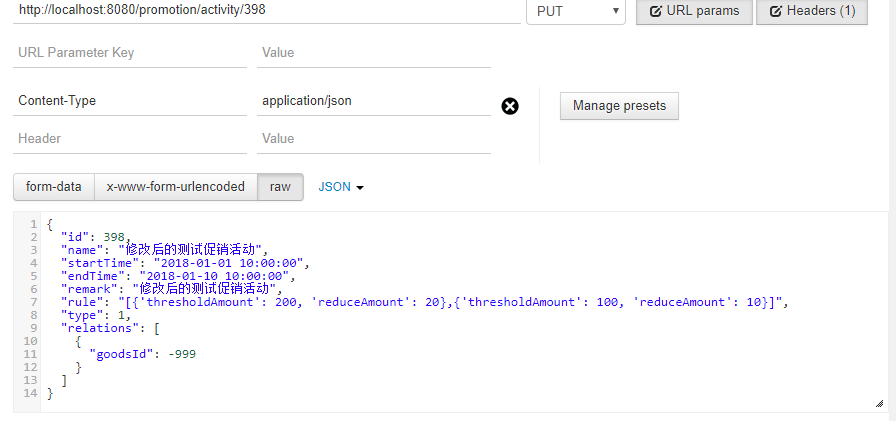 http://localhost:8080/promotion/activity/398 PUT URL params Headers (1)
URL Parameter Key Value
Content-Type application/json Manage presets
Header Value
form-data x-www-form-urlencoded raw JSON
1 {
2 "id": 398,
3 "name": "修改后的测试促销活动",
4 "startTime": "2018-01-01 10:00:00",
5 "endTime": "2018-01-10 10:00:00",
6 "remark": "修改后的测试促销活动",
7 "rule": "[{'thresholdAmount': 200, 'reduceAmount': 20},{'thresholdAmount': 100, 'reduceAmount': 10}]",
8 "type": 1,
9 "relations": [
10 {
11 "goodsId": -999
12 }
13 ]
14 }